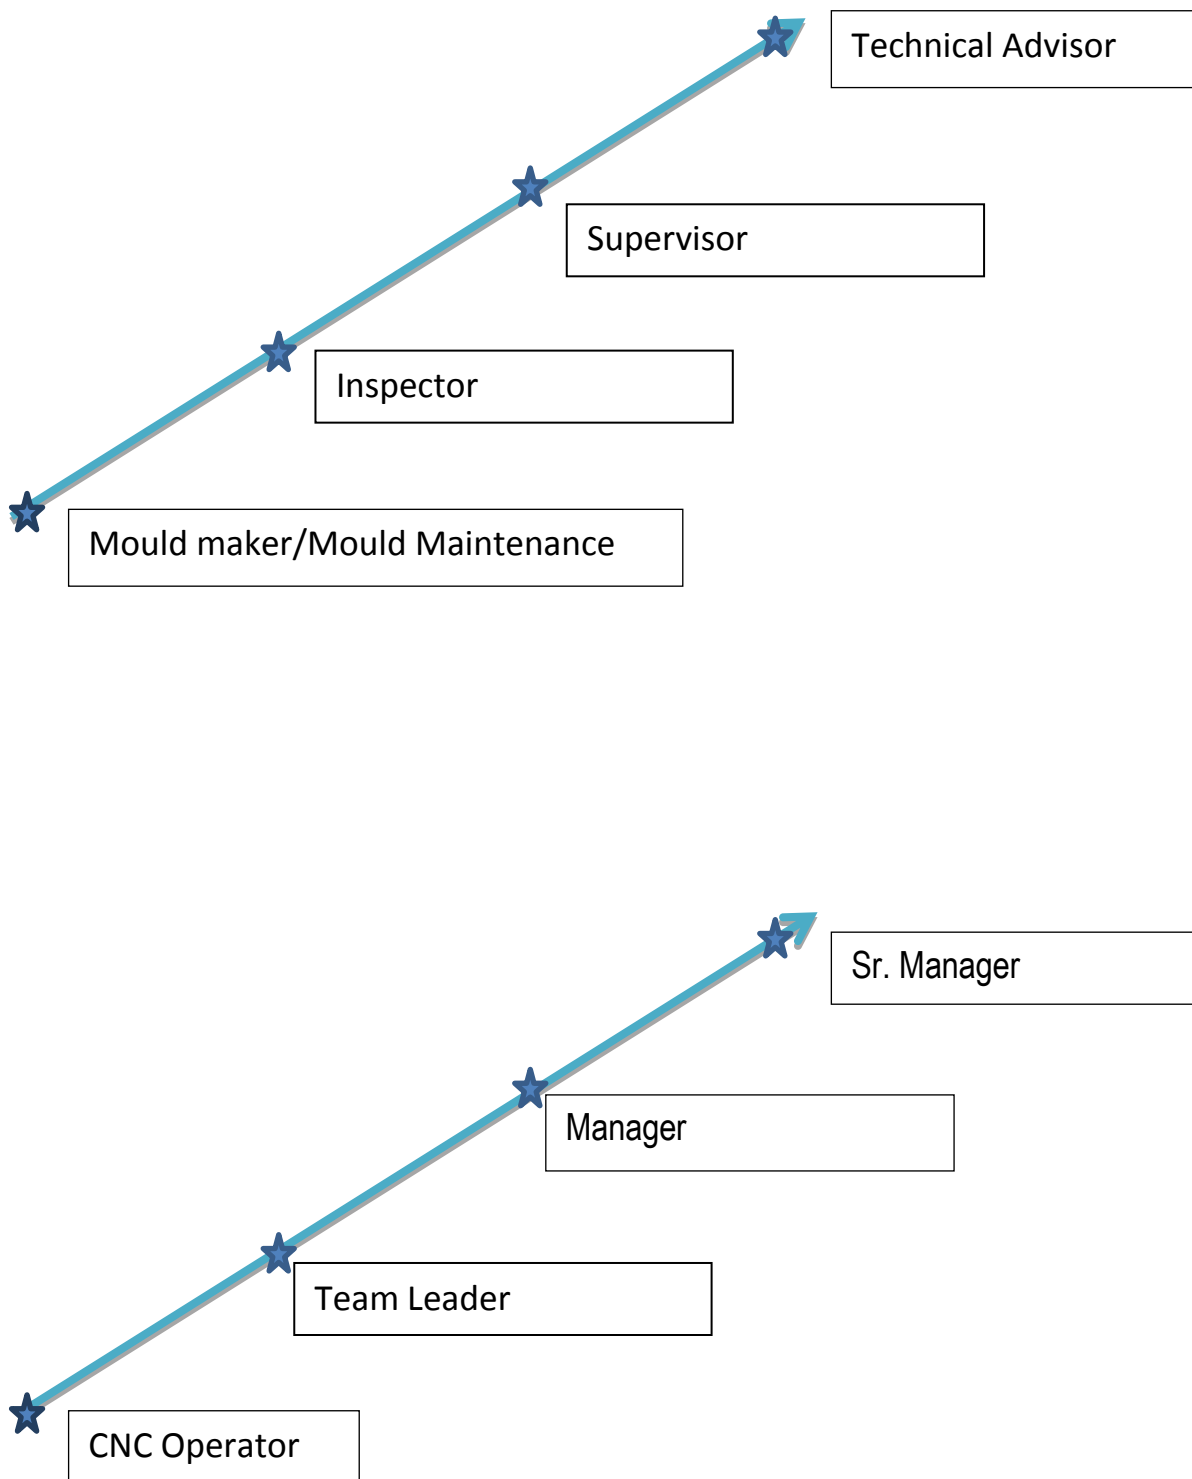 Technical Advisor
Supervisor
Inspector
Mould maker/Mould Maintenance
Sr. Manager
Manager
Team Leader
CNC Operator